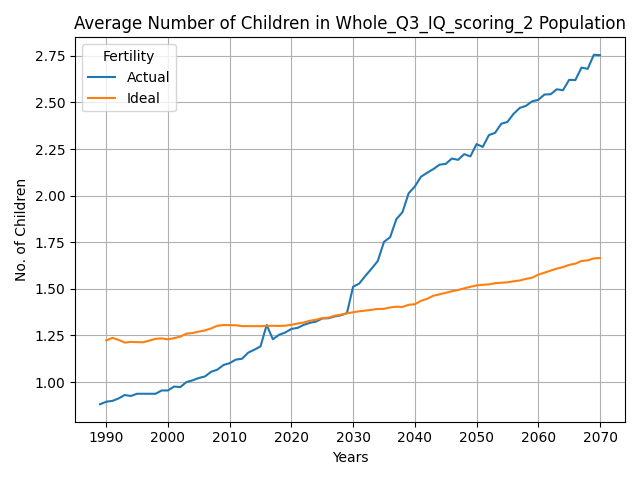 Average Number of Children in Whole_Q3_IQ_scoring_2 Population
Fertility
Actual
Ideal
2.75
2.50
2.25
2.00
1.75
1.50
1.25
1.00
No. of Children
1990 2000 2010 2020 2030 2040 2050 2060 2070
Years